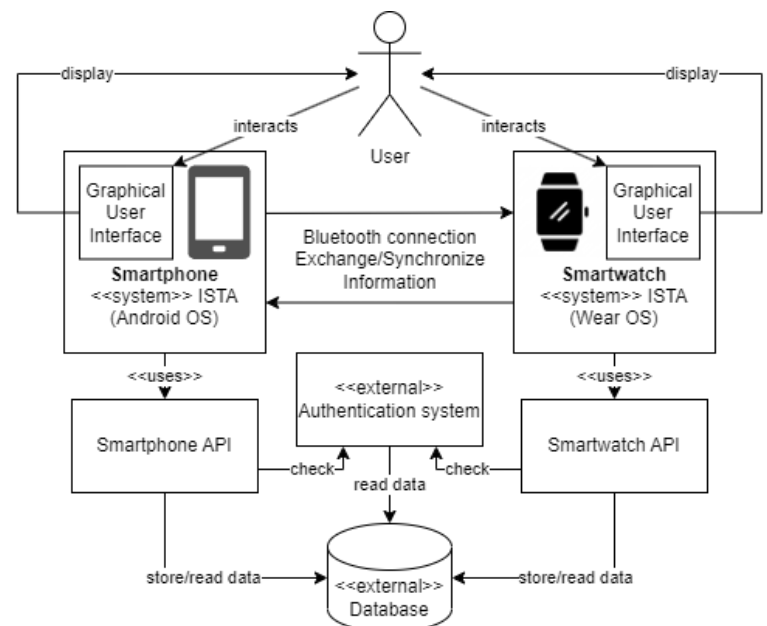 display
display
interacts
interacts
User
Graphical
User
Interface
Graphical
User
Interface
Bluetooth connection
Exchange/Synchronize
Information
Smartphone
<<system>> ISTA
(Android OS)
Smartwatch
<<system>> ISTA
(Wear OS)
<<uses>>
<<uses>>
<<external>>
Authentication system
Smartphone API
Smartwatch API
check
check
read data
store/read data
store/read data
<<external>>
Database